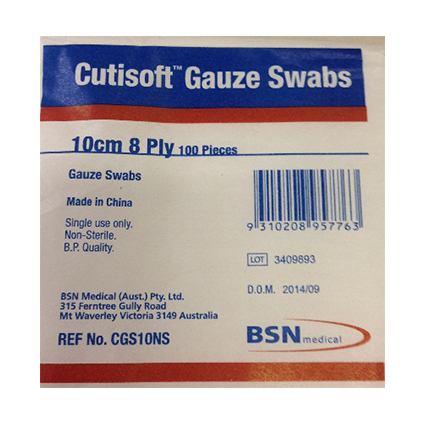 Cutisoft™ Gauze Swabs
10cm 8 Ply 100 Pieces
Gauze Swabs
Made in China
Single use only.
Non-Sterile.
B.P. Quality.
9 310208 957763
LOT 3409893
D.O.M. 2014/09
BSN Medical (Aust.) Pty. Ltd.
315 Ferntree Gully Road
Mt Waverley Victoria 3149 Australia
REF No. CGS10NS
BSN medical